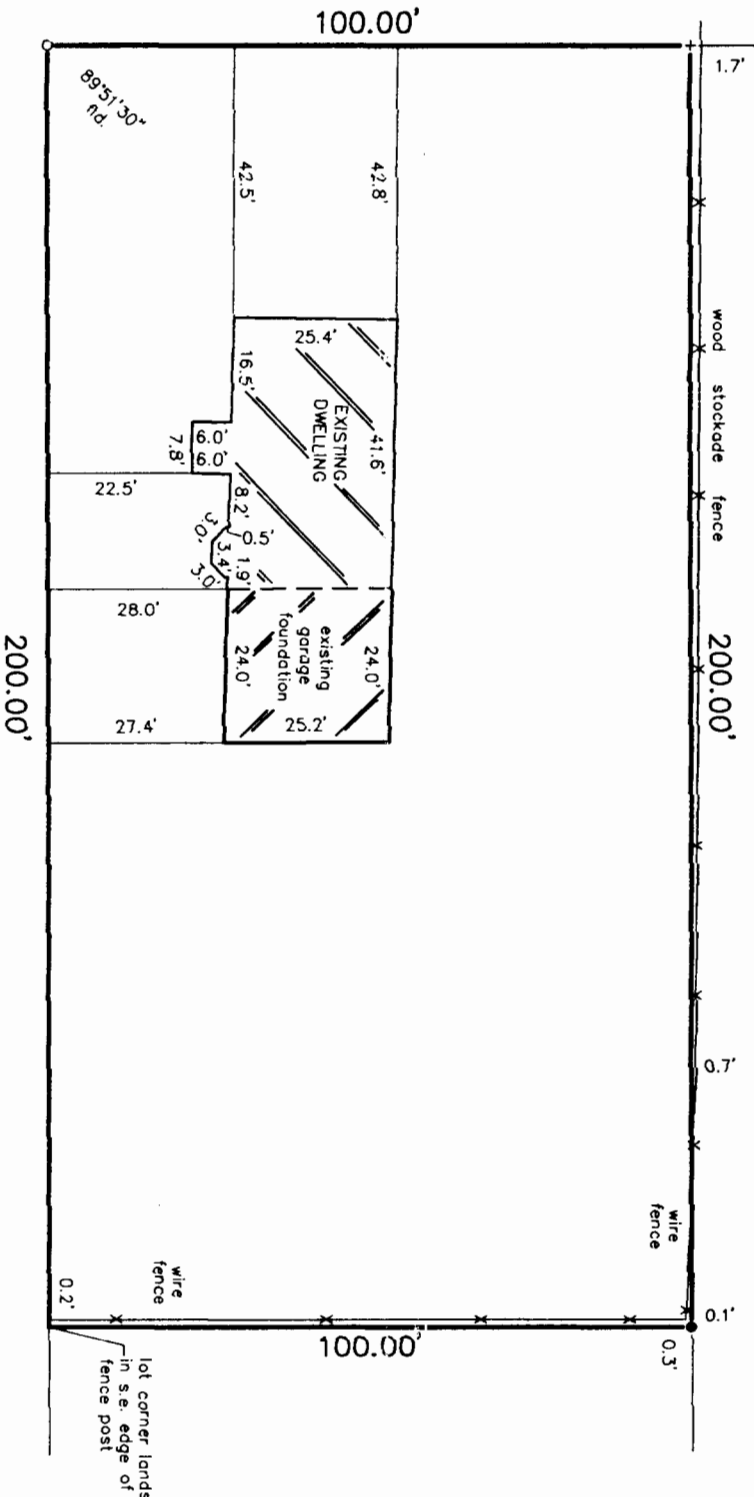 100.00'
1.7'
89°51'30"
fd.
42.5'
42.8'
wood stockade fence
25.4'
16.5'
EXISTING
DWELLING
41.6'
6.0'
6.0'
7.8'
22.5'
8.2'
0.5'
3.0'
3.4'
1.9'
3.0'
28.0'
existing
garage
foundation
24.0'
24.0'
25.2'
27.4'
200.00'
200.00'
0.7'
wire
fence
wire
fence
0.2'
0.1'
0.3'
100.00'
lot corner lands
in s.e. edge of
fence post